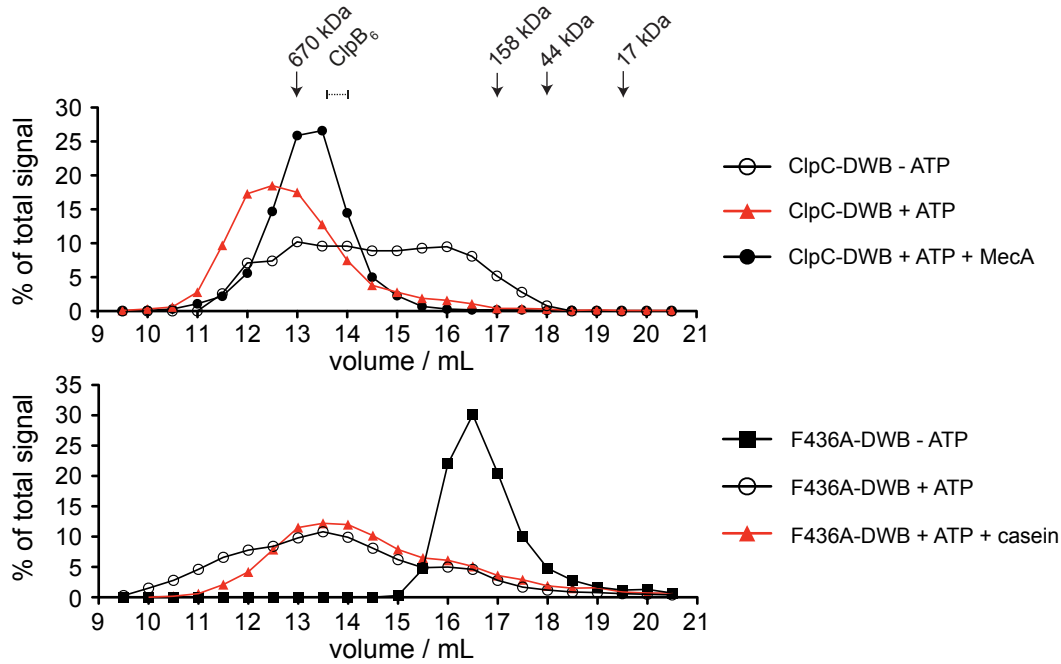 670 kDa
ClpB6
158 kDa
44 kDa
17 kDa
% of total signal
30
25
20
15
10
5
0
9 10 11 12 13 14 15 16 17 18 19 20 21
volume / mL
ClpC-DWB - ATP
ClpC-DWB + ATP
ClpC-DWB + ATP + MecA
% of total signal
35
30
25
20
15
10
5
0
9 10 11 12 13 14 15 16 17 18 19 20 21
volume / mL
F436A-DWB - ATP
F436A-DWB + ATP
F436A-DWB + ATP + casein